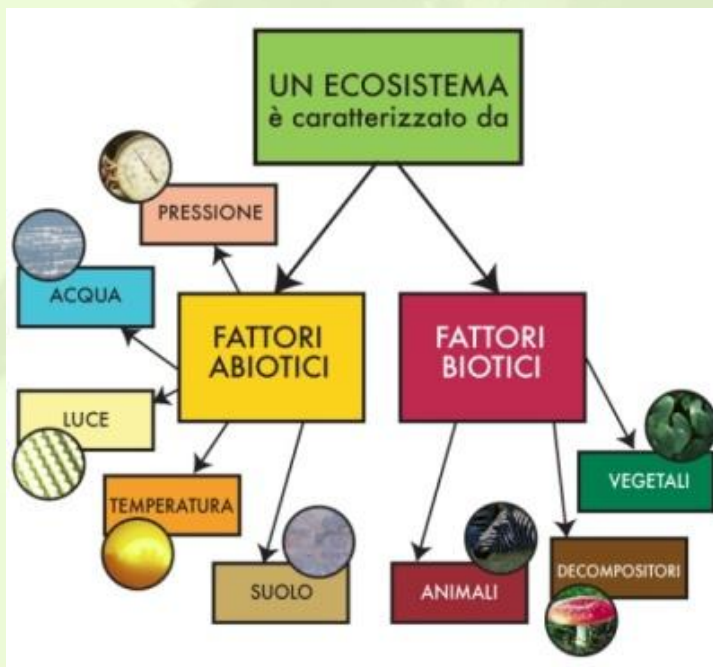 UN ECOSISTEMA
è caratterizzato da
PRESSIONE
ACQUA
FATTORI
ABIOTICI
FATTORI
BIOTICI
LUCE
TEMPERATURA
SUOLO
ANIMALI
DECOMPOSITORI
VEGETALI